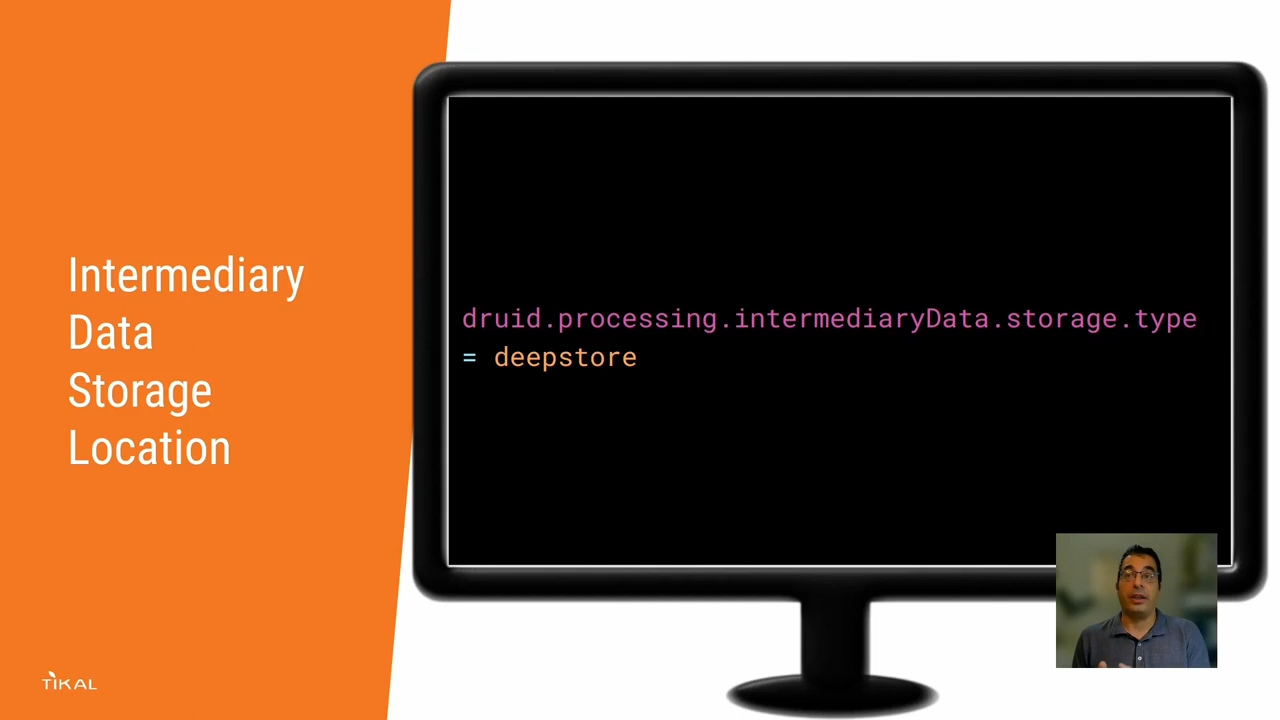 Intermediary
Data
Storage
Location
druid.processing.intermediaryData.storage.type
= deepstore
TIKAL